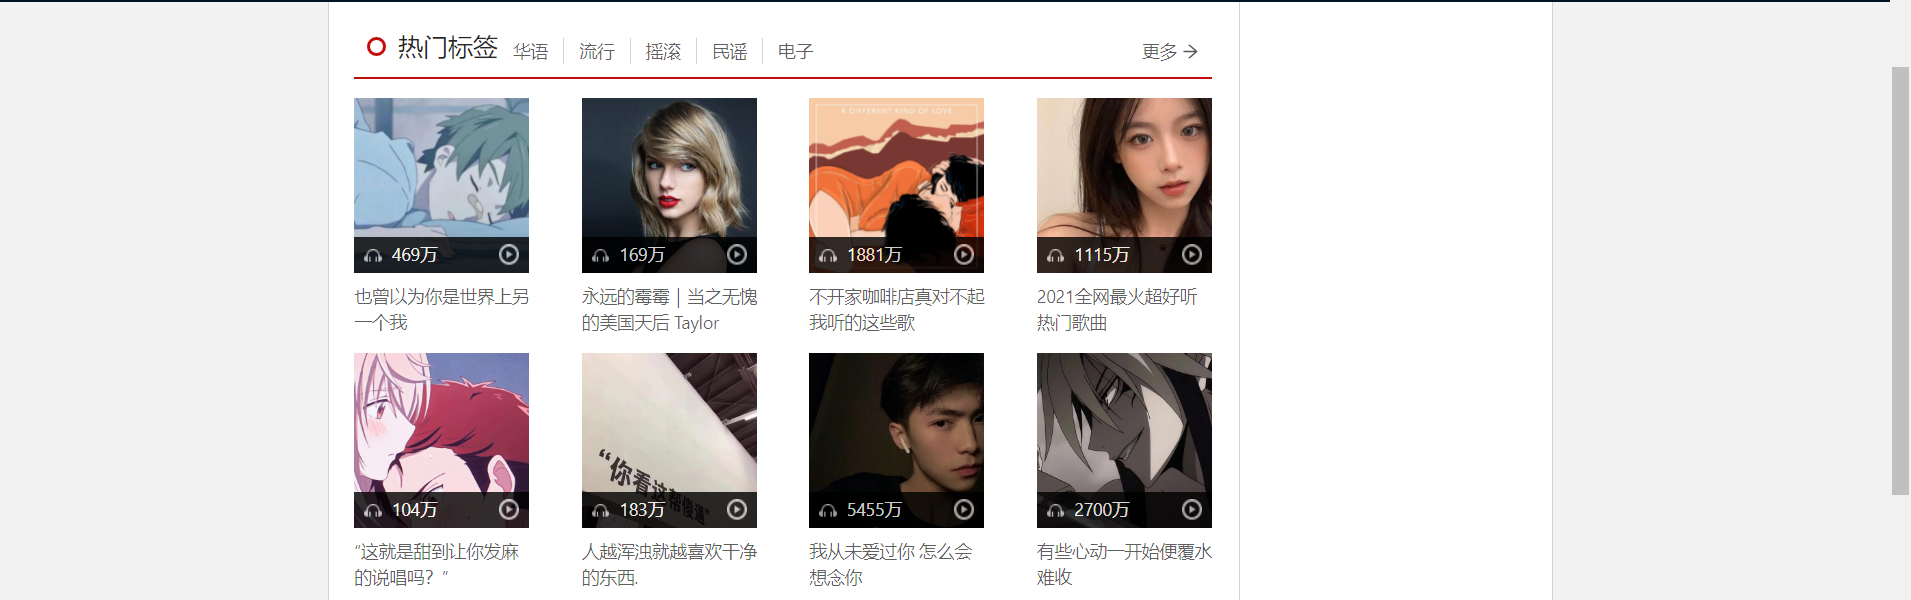 热门标签 华语 流行 摇滚 民谣 电子 更多
A DIFFERENT KIND OF LOVE
469万
169万
1881万
1115万
也曾以为你是世界上另
一个我
永远的霉霉 | 当之无愧
的美国天后 Taylor
不开家咖啡店真对不起
我听的这些歌
2021全网最火超好听
热门歌曲
“你看这帮傻逼”
104万
183万
5455万
2700万
“这就是甜到让你发麻
的说唱吗？”
人越浑浊就越喜欢干净
的东西.
我从未爱过你 怎么会
想念你
有些心动一开始便覆水
难收